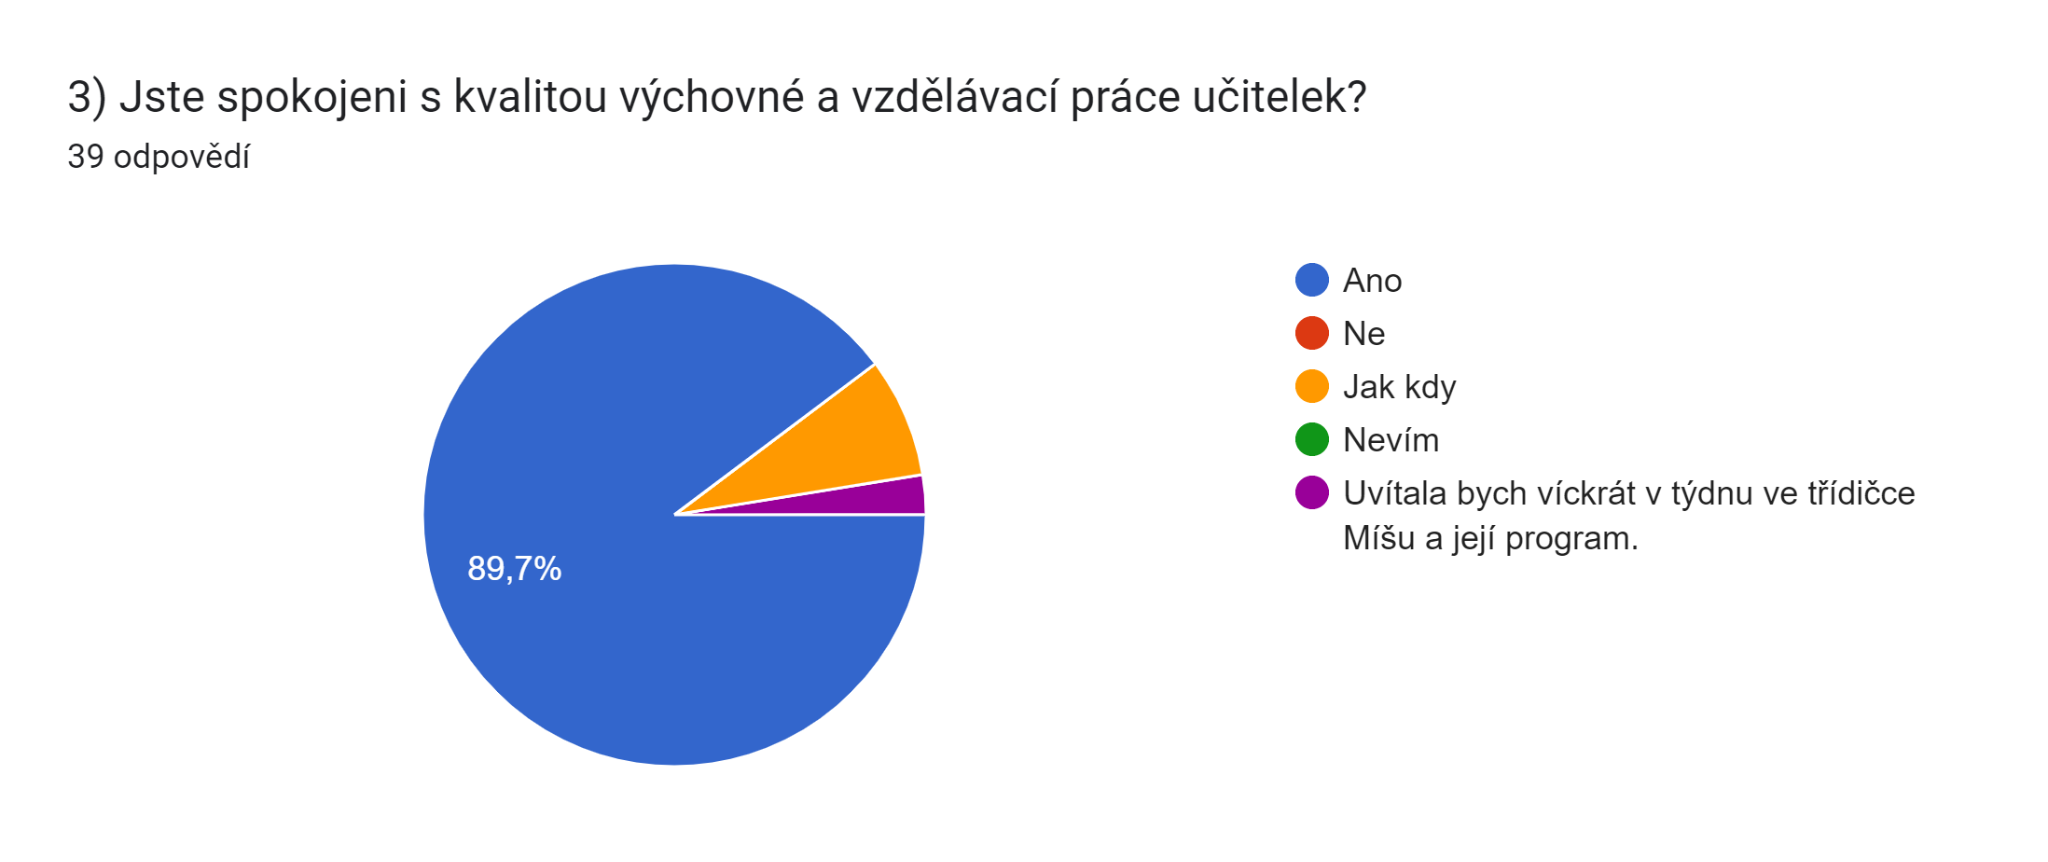 3) Jste spokojeni s kvalitou výchovné a vzdělávací práce učitelek?
39 odpovědí
Ano
Ne
Jak kdy
Nevím
Uvítala bych víckrát v týdnu ve třídičce
Míšu a její program.
89,7%